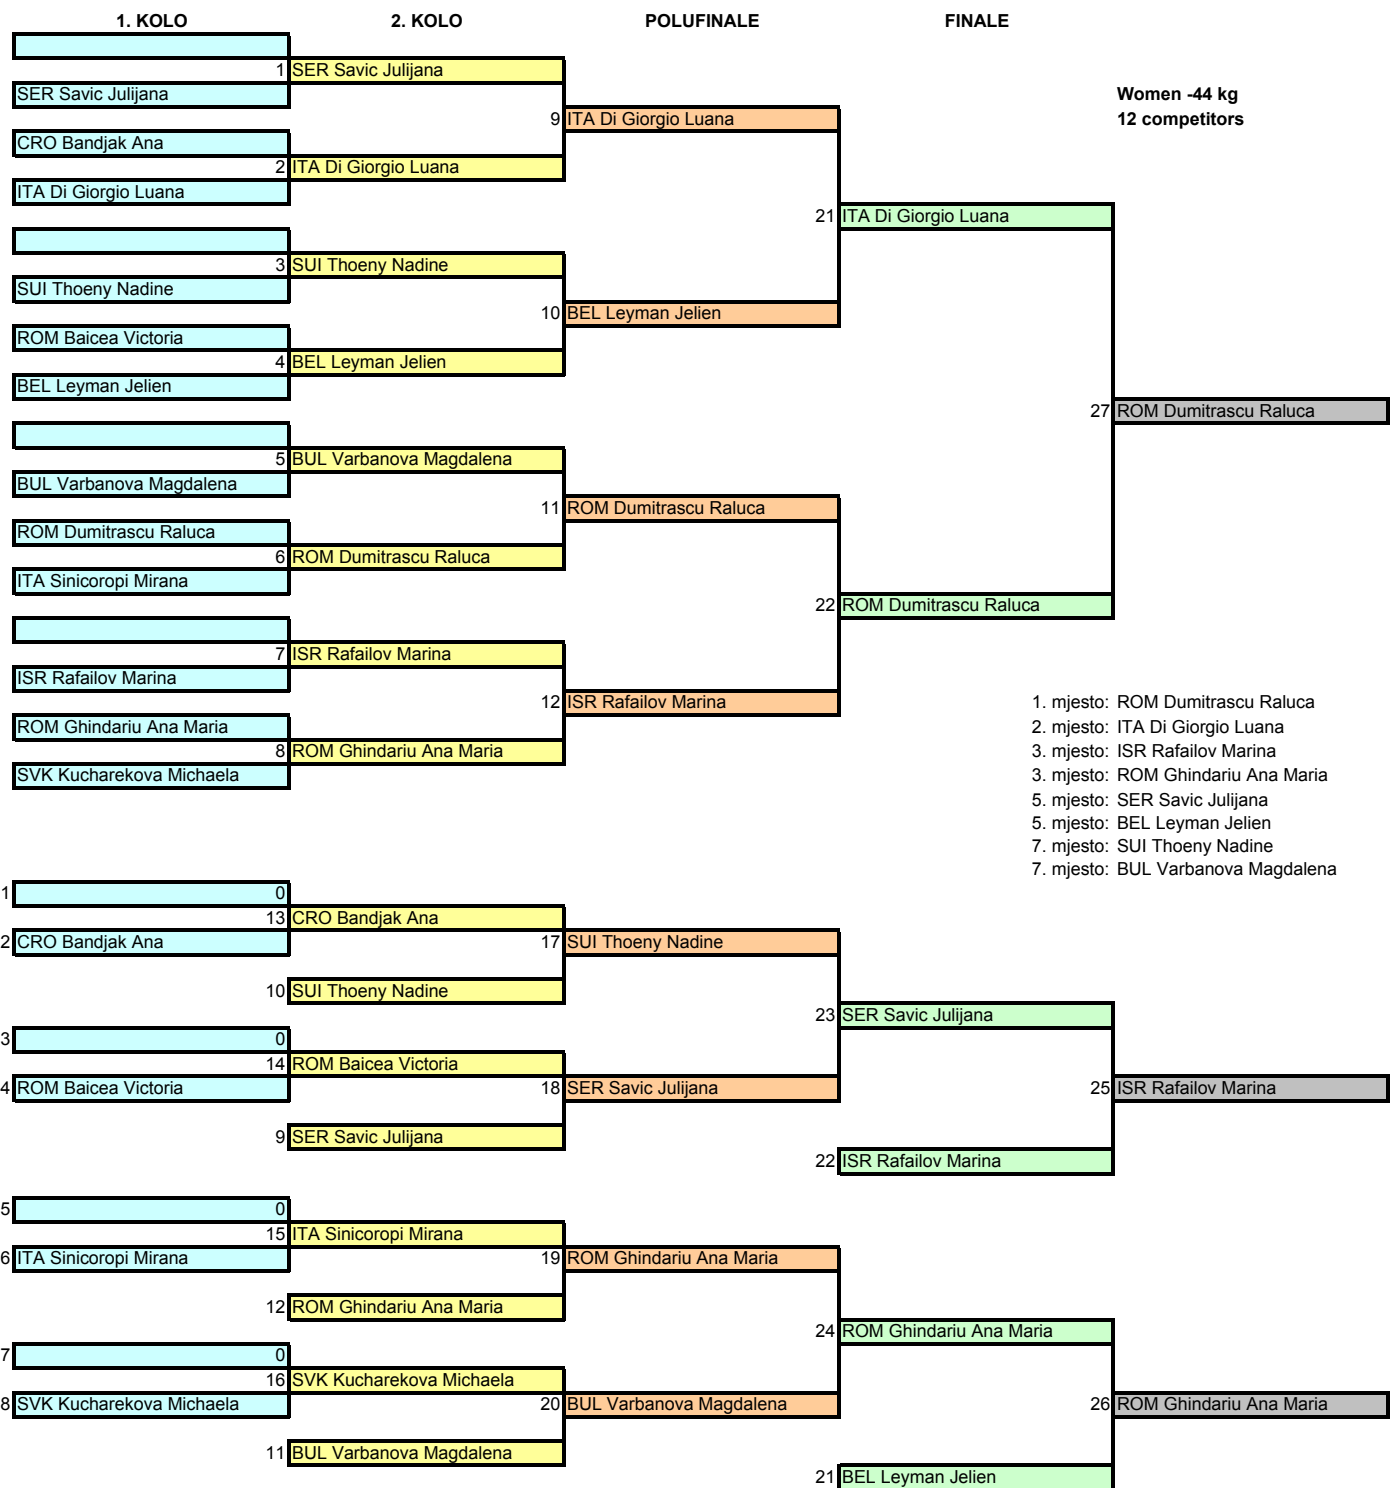 1. KOLO 2. KOLO POLUFINALE FINALE
1 SER Savic Julijana
SER Savic Julijana Women -44 kg
9 ITA Di Giorgio Luana 12 competitors
CRO Bandjak Ana
2 ITA Di Giorgio Luana
ITA Di Giorgio Luana
21 ITA Di Giorgio Luana
3 SUI Thoeny Nadine
SUI Thoeny Nadine
10 BEL Leyman Jelien
ROM Baicea Victoria
4 BEL Leyman Jelien
BEL Leyman Jelien
27 ROM Dumitrascu Raluca
5 BUL Varbanova Magdalena
BUL Varbanova Magdalena
11 ROM Dumitrascu Raluca
ROM Dumitrascu Raluca
6 ROM Dumitrascu Raluca
ITA Sinicoropi Mirana
22 ROM Dumitrascu Raluca
7 ISR Rafailov Marina
ISR Rafailov Marina
12 ISR Rafailov Marina 1. mjesto: ROM Dumitrascu Raluca
ROM Ghindariu Ana Maria 2. mjesto: ITA Di Giorgio Luana
8 ROM Ghindariu Ana Maria 3. mjesto: ISR Rafailov Marina
SVK Kucharekova Michaela 3. mjesto: ROM Ghindariu Ana Maria
5. mjesto: SER Savic Julijana
5. mjesto: BEL Leyman Jelien
7. mjesto: SUI Thoeny Nadine
7. mjesto: BUL Varbanova Magdalena
1 0
13 CRO Bandjak Ana
2 CRO Bandjak Ana 17 SUI Thoeny Nadine
10 SUI Thoeny Nadine
23 SER Savic Julijana
3 0
14 ROM Baicea Victoria
4 ROM Baicea Victoria 18 SER Savic Julijana 25 ISR Rafailov Marina
9 SER Savic Julijana
22 ISR Rafailov Marina
5 0
15 ITA Sinicoropi Mirana
6 ITA Sinicoropi Mirana 19 ROM Ghindariu Ana Maria
12 ROM Ghindariu Ana Maria
24 ROM Ghindariu Ana Maria
7 0
16 SVK Kucharekova Michaela
8 SVK Kucharekova Michaela 20 BUL Varbanova Magdalena 26 ROM Ghindariu Ana Maria
11 BUL Varbanova Magdalena
21 BEL Leyman Jelien